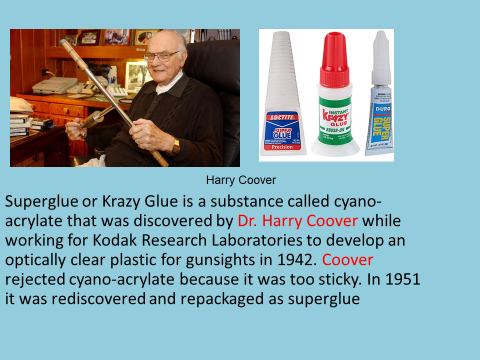 LOCTITE
SUPER
GLUE
Precision
INSTANT
KRAZY
GLUE
DURO
SUPER
GLUE
Harry Coover
Superglue or Krazy Glue is a substance called cyano-
acrylate that was discovered by Dr. Harry Coover while
working for Kodak Research Laboratories to develop an
optically clear plastic for gunsights in 1942. Coover
rejected cyano-acrylate because it was too sticky. In 1951
it was rediscovered and repackaged as superglue